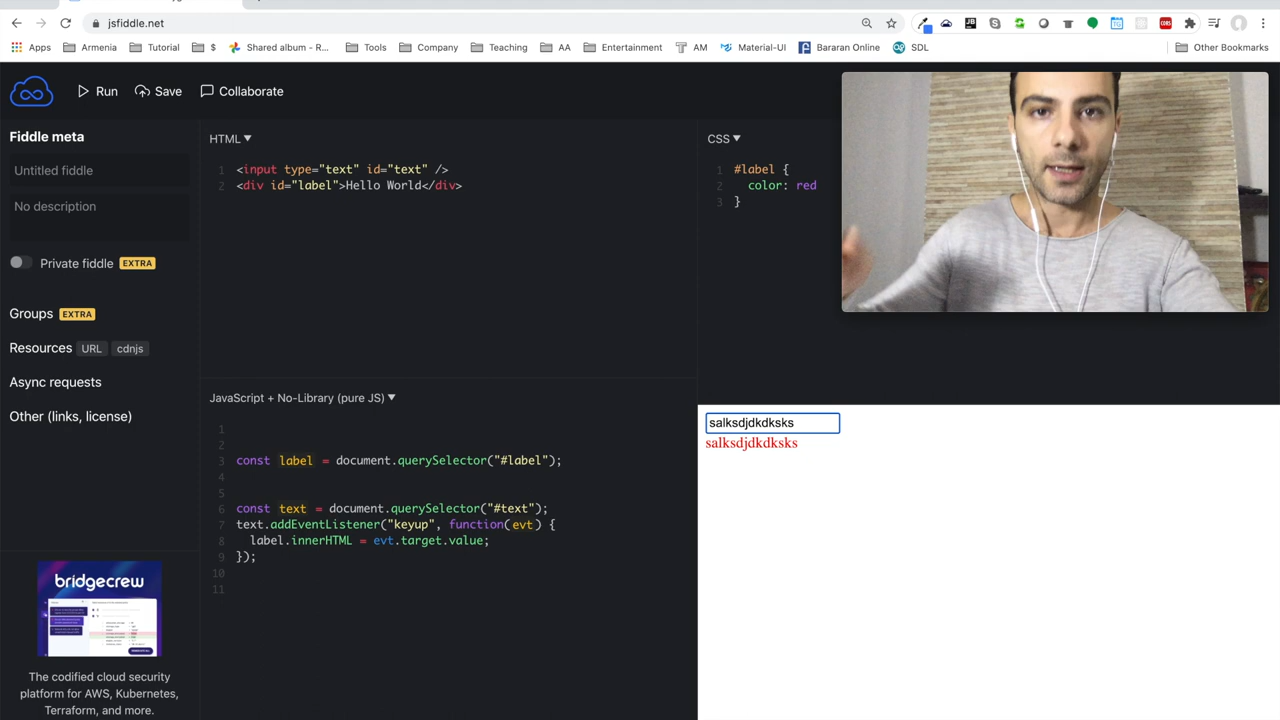 jsfiddle.net
Apps Armenia Tutorial $ Shared album - R... Tools Company Teaching AA Entertainment AM Material-UI Bararan Online SDL Other Bookmarks
Run Save Collaborate
Fiddle meta
Untitled fiddle
No description
Private fiddle EXTRA
Groups EXTRA
Resources URL cdnjs
Async requests
Other (links, license)
bridgecrew
The codified cloud security
platform for AWS, Kubernetes,
Terraform, and more.
HTML
1 <input type="text" id="text" />
2 <div id="label">Hello World</div>
CSS
1 #label {
2 color: red
3 }
JavaScript + No-Library (pure JS)
1
2
3 const label = document.querySelector("#label");
4
5
6 const text = document.querySelector("#text");
7 text.addEventListener("keyup", function(evt) {
8 label.innerHTML = evt.target.value;
9 });
10
11
salksdjdkdksks
salksdjdkdksks